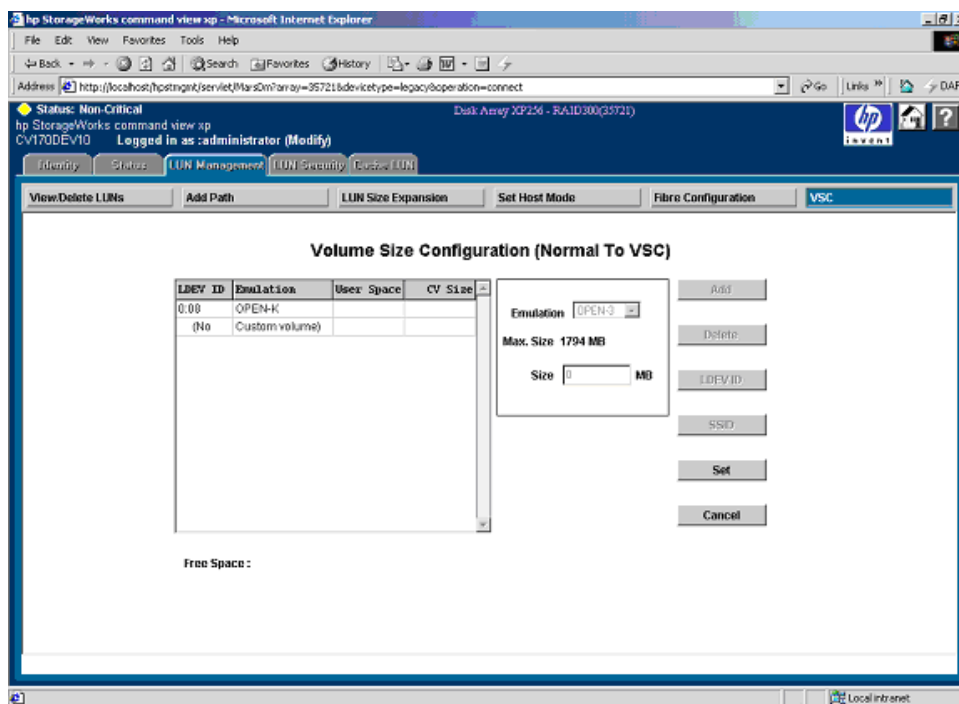 hp StorageWorks command view xp - Microsoft Internet Explorer
File Edit View Favorites Tools Help
Back Search Favorites History
Address http://localhost/hpstmgmt/servlet/MarsDm?array=35721&devicetype=legacy&operation=connect Go Links » DAP
Status: Non-Critical Disk Array XP256 - RAID300(35721)
hp StorageWorks command view xp
CV170DEV10 Logged in as :administrator (Modify)
hp
invent
?
Identity Status LUN Management LUN Security Cache LUN
View/Delete LUNs Add Path LUN Size Expansion Set Host Mode Fibre Configuration VSC
Volume Size Configuration (Normal To VSC)
LDEV ID Emulation User Space CV Size
0:08 OPEN-K
(No Custom volume)
Emulation OPEN-3
Max. Size 1794 MB
Size 0 MB
Add
Delete
LDEV ID
SSID
Set
Cancel
Free Space :
Local intranet